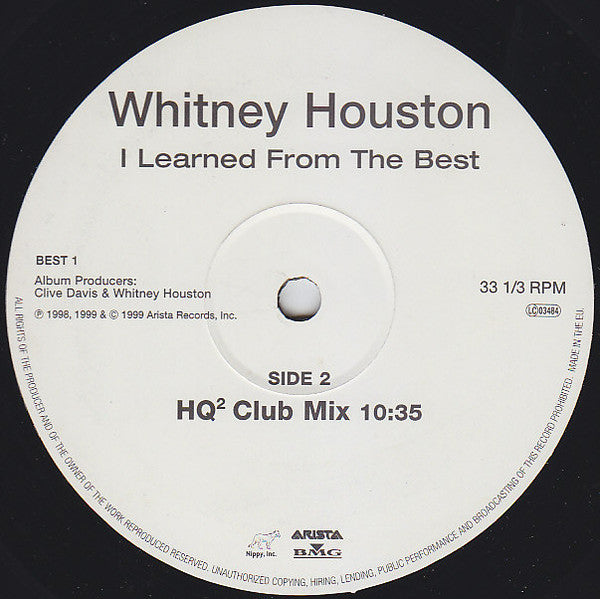 Whitney Houston
I Learned From The Best
BEST 1
Album Producers:
Clive Davis & Whitney Houston
℗ 1998, 1999 & © 1999 Arista Records, Inc.
33 1/3 RPM
LC 03484
SIDE 2
HQ² Club Mix 10:35
Nippy, Inc.
ARISTA
BMG
ALL RIGHTS OF THE PRODUCER AND OF THE OWNER OF THE WORK REPRODUCED RESERVED. UNAUTHORIZED COPYING, HIRING, LENDING, PUBLIC PERFORMANCE AND BROADCASTING OF THIS RECORD PROHIBITED. MADE IN THE EU.